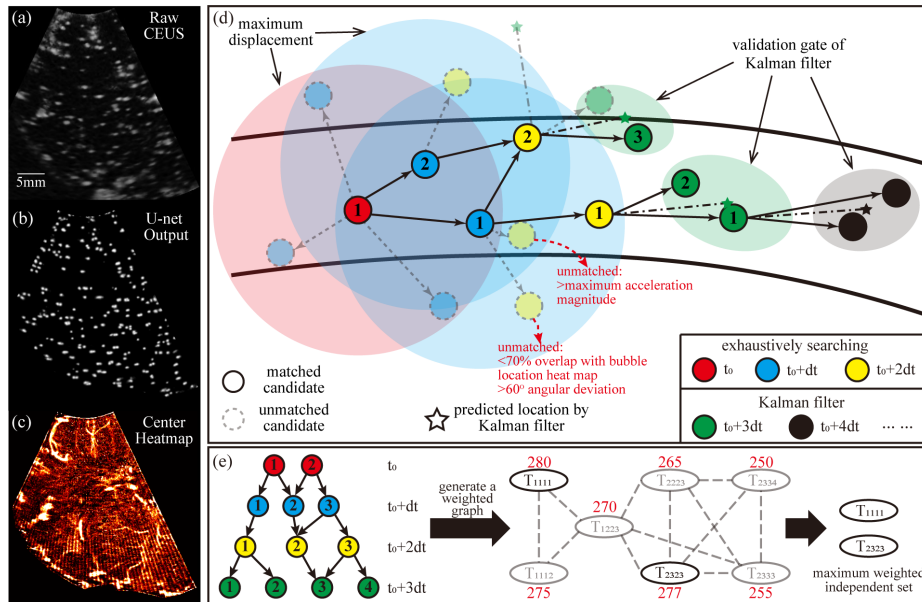 (a)
Raw
CEUS
5mm
(b)
U-net
Output
(c)
Center
Heatmap
(d)
maximum
displacement
validation gate of
Kalman filter
2
2
3
1
1
1
2
1
unmatched:
>maximum acceleration
magnitude
unmatched:
<70% overlap with bubble
location heat map
>60° angular deviation
matched
candidate
unmatched
candidate
predicted location by
Kalman filter
exhaustively searching
t₀
t₀+dt
t₀+2dt
Kalman filter
t₀+3dt
t₀+4dt
... ...
(e)
1 2
t₀
1 2 3
t₀+dt
1 2 3
t₀+2dt
1 2 3 4
t₀+3dt
generate a
weighted
graph
280 265 250
T₁₁₁₁ T₂₂₂₃ T₂₃₃₄
270
T₁₂₂₃
T₁₁₁₂ T₂₃₂₃ T₂₃₃₃
275 277 255
T₁₁₁₁
T₂₃₂₃
maximum weighted
independent set